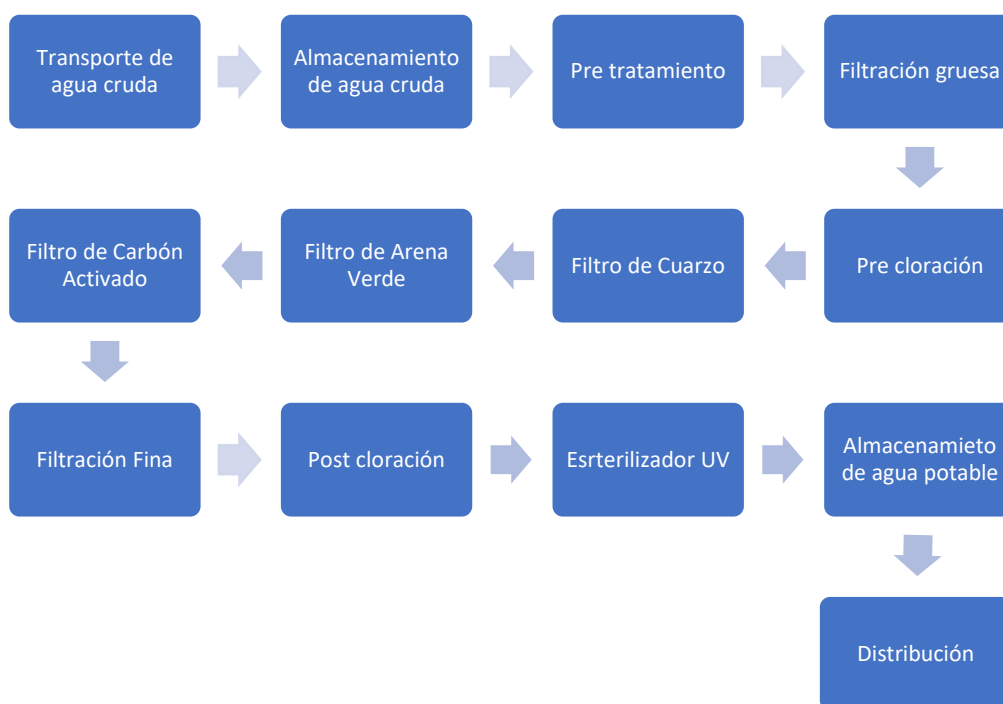 Transporte de
agua cruda
Almacenamiento
de agua cruda
Pre tratamiento
Filtración gruesa
Pre cloración
Filtro de Cuarzo
Filtro de Arena
Verde
Filtro de Carbón
Activado
Filtración Fina
Post cloración
Esrterilizador UV
Almacenamieto
de agua potable
Distribución